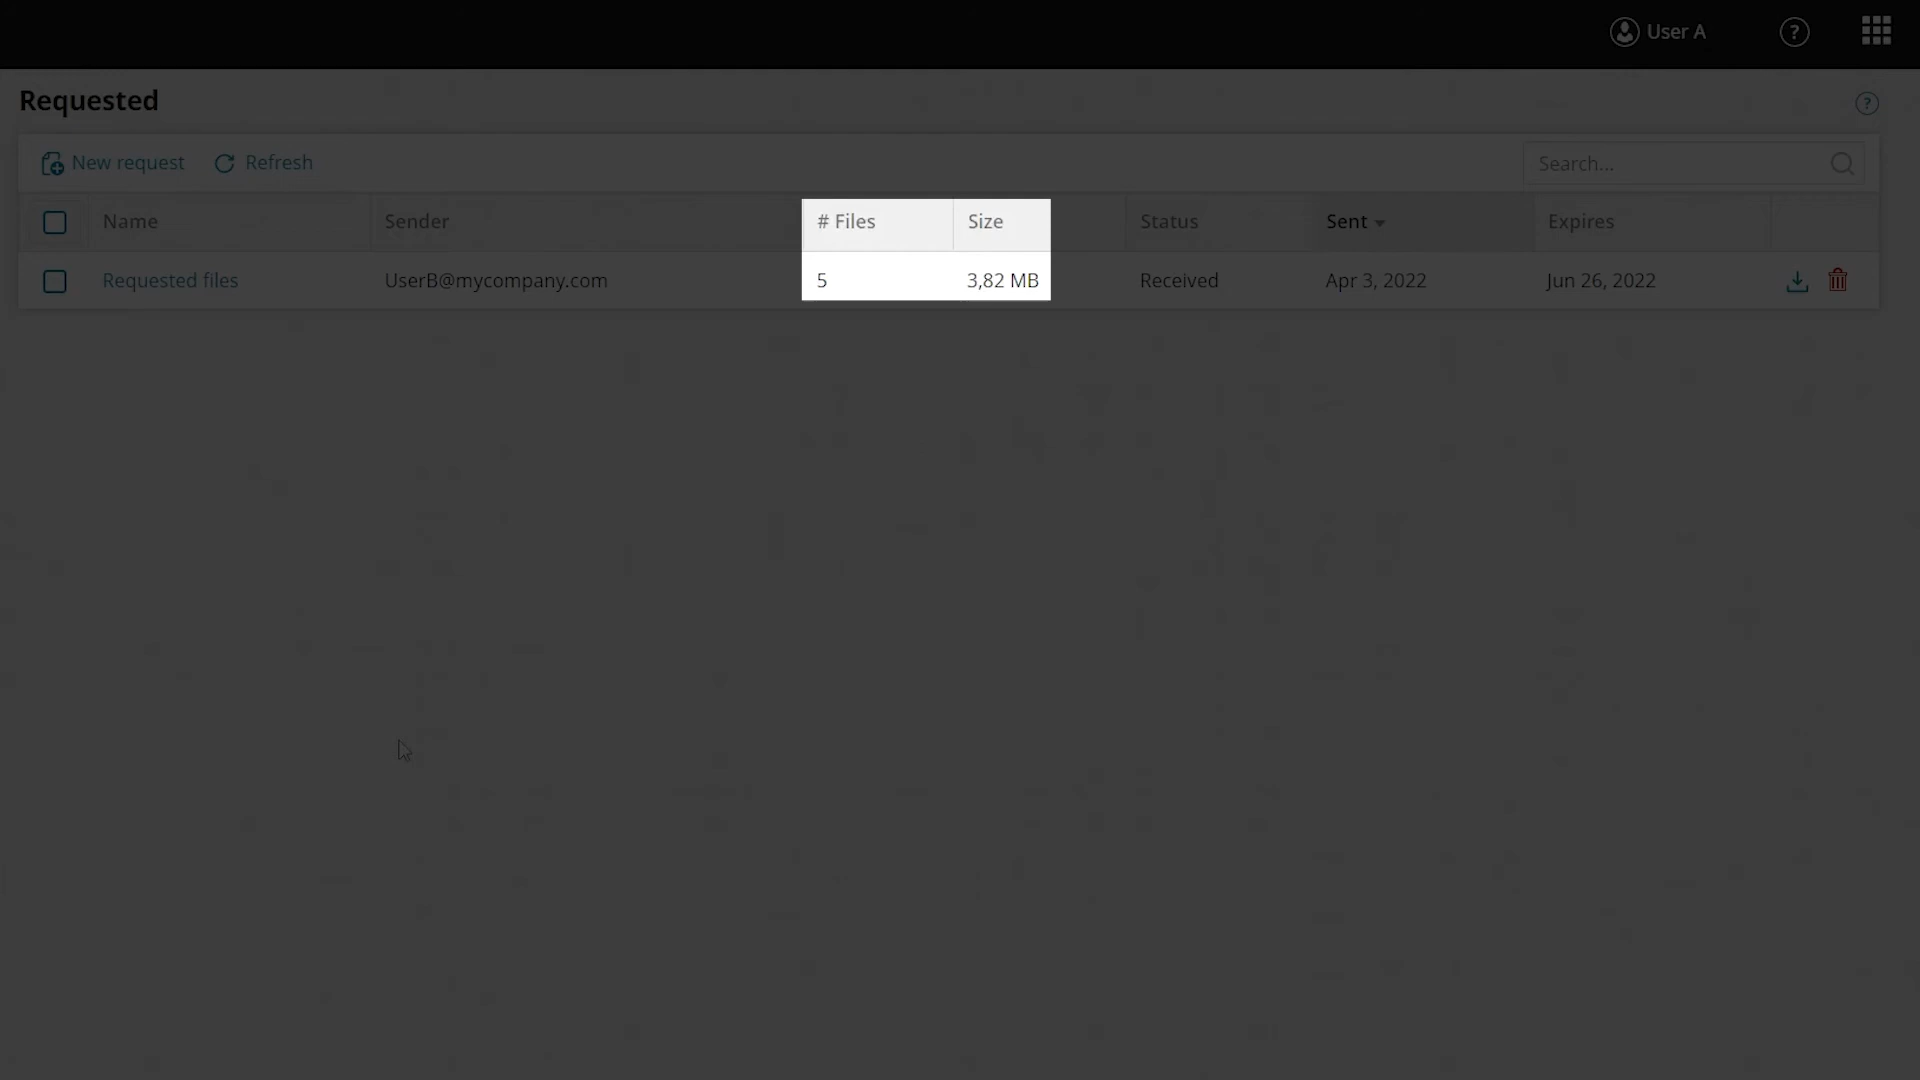 User A ?
Requested ?
New request Refresh Search...
Name Sender # Files Size Status Sent Expires
Requested files UserB@mycompany.com 5 3,82 MB Received Apr 3, 2022 Jun 26, 2022